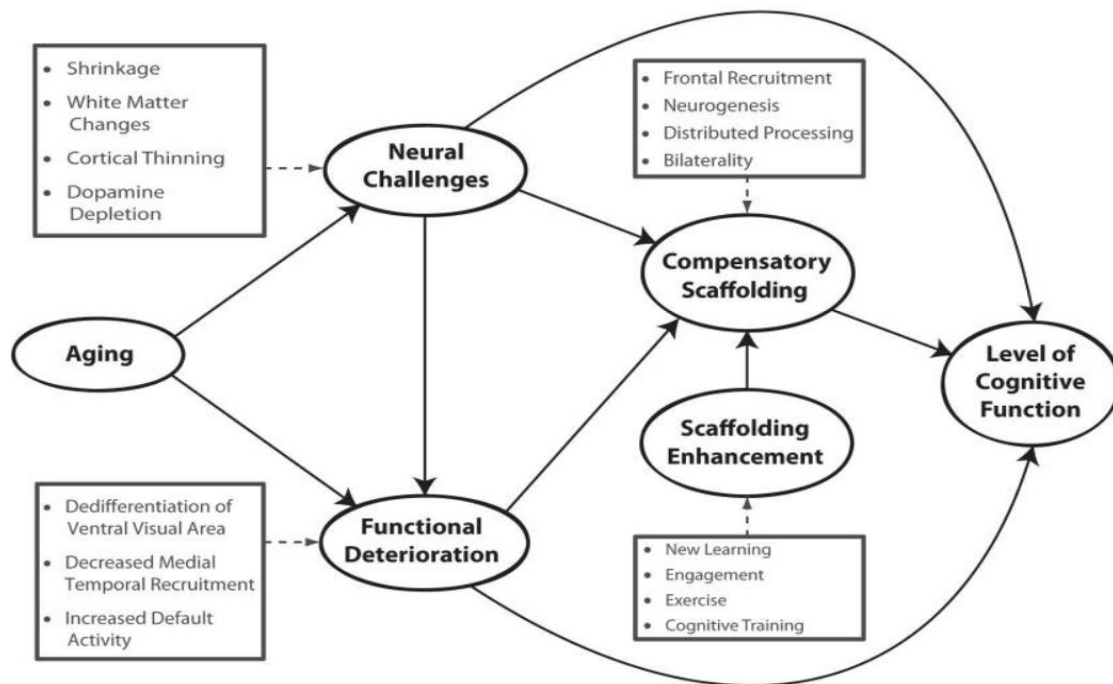 • Shrinkage
• White Matter
Changes
• Cortical Thinning
• Dopamine
Depletion
Neural
Challenges
• Frontal Recruitment
• Neurogenesis
• Distributed Processing
• Bilaterality
Compensatory
Scaffolding
Aging
Level of
Cognitive
Function
Scaffolding
Enhancement
• Dedifferentiation of
Ventral Visual Area
• Decreased Medial
Temporal Recruitment
• Increased Default
Activity
Functional
Deterioration
• New Learning
• Engagement
• Exercise
• Cognitive Training